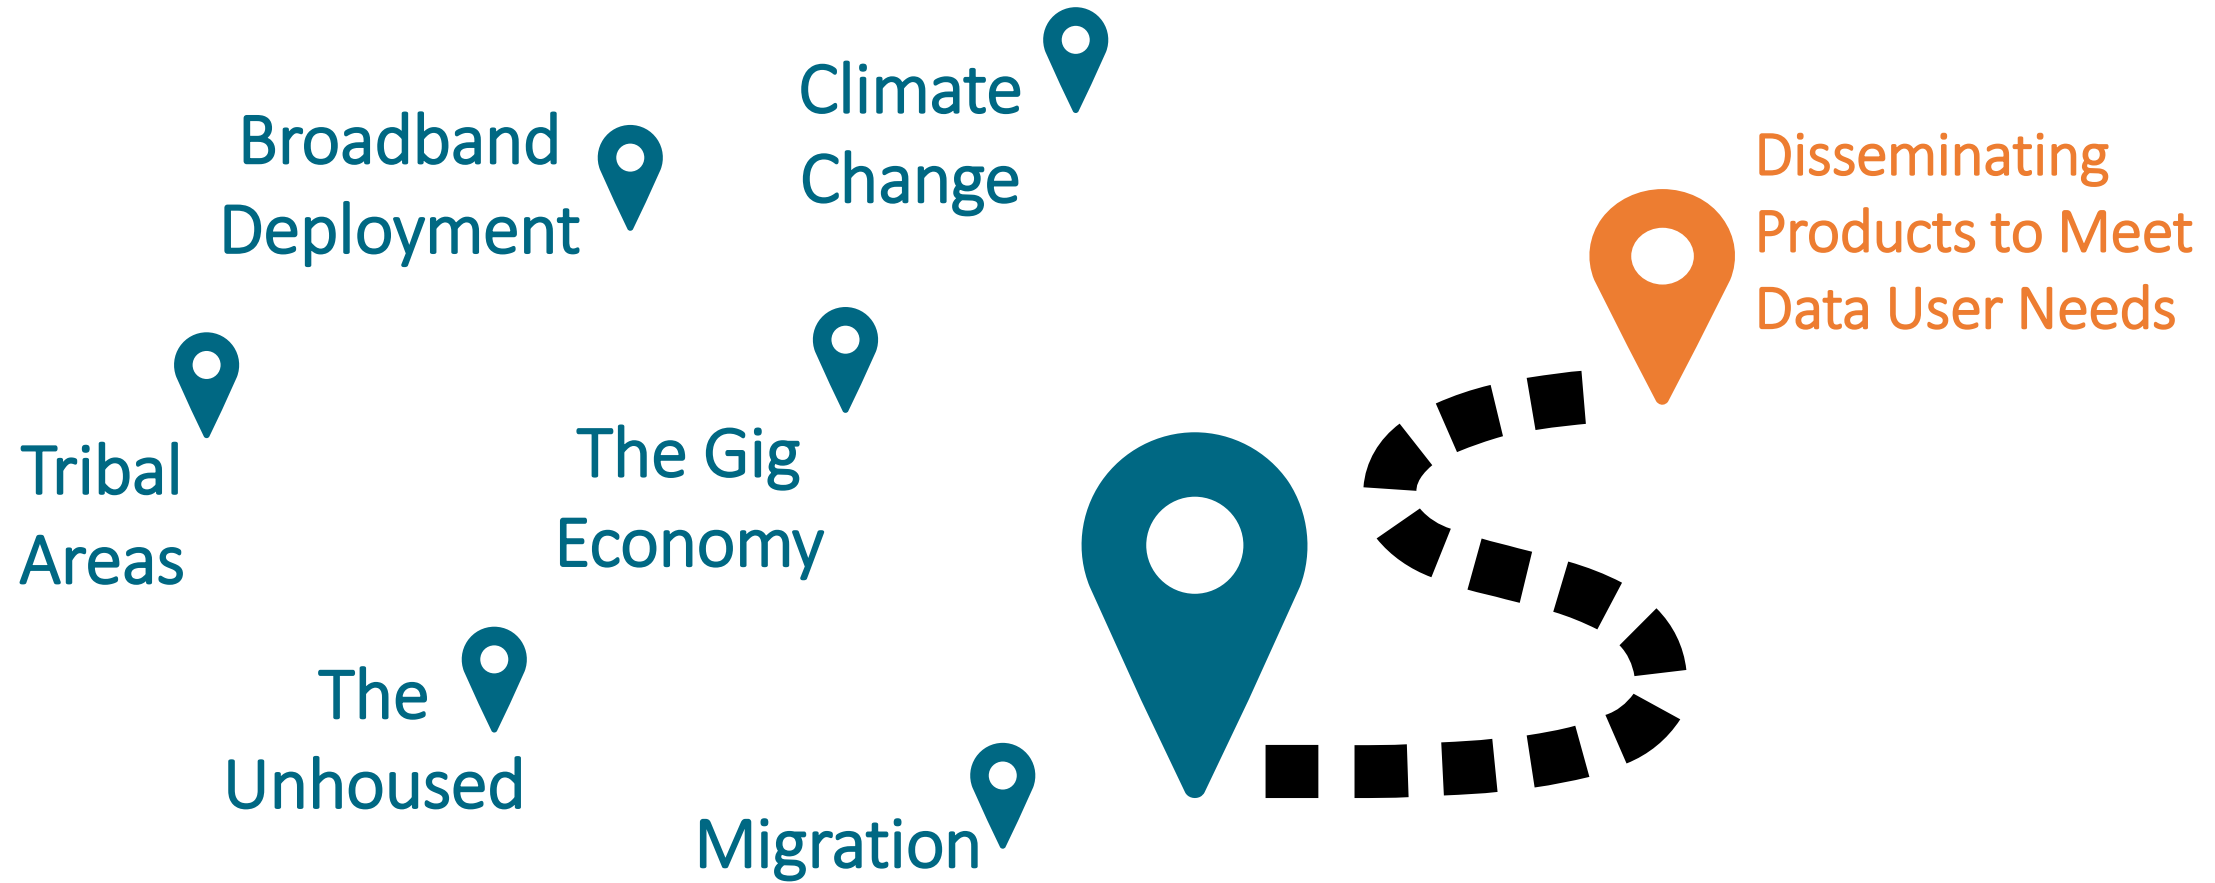 Climate
Change
Broadband
Deployment
Disseminating
Products to Meet
Data User Needs
Tribal
Areas
The Gig
Economy
The
Unhoused
Migration